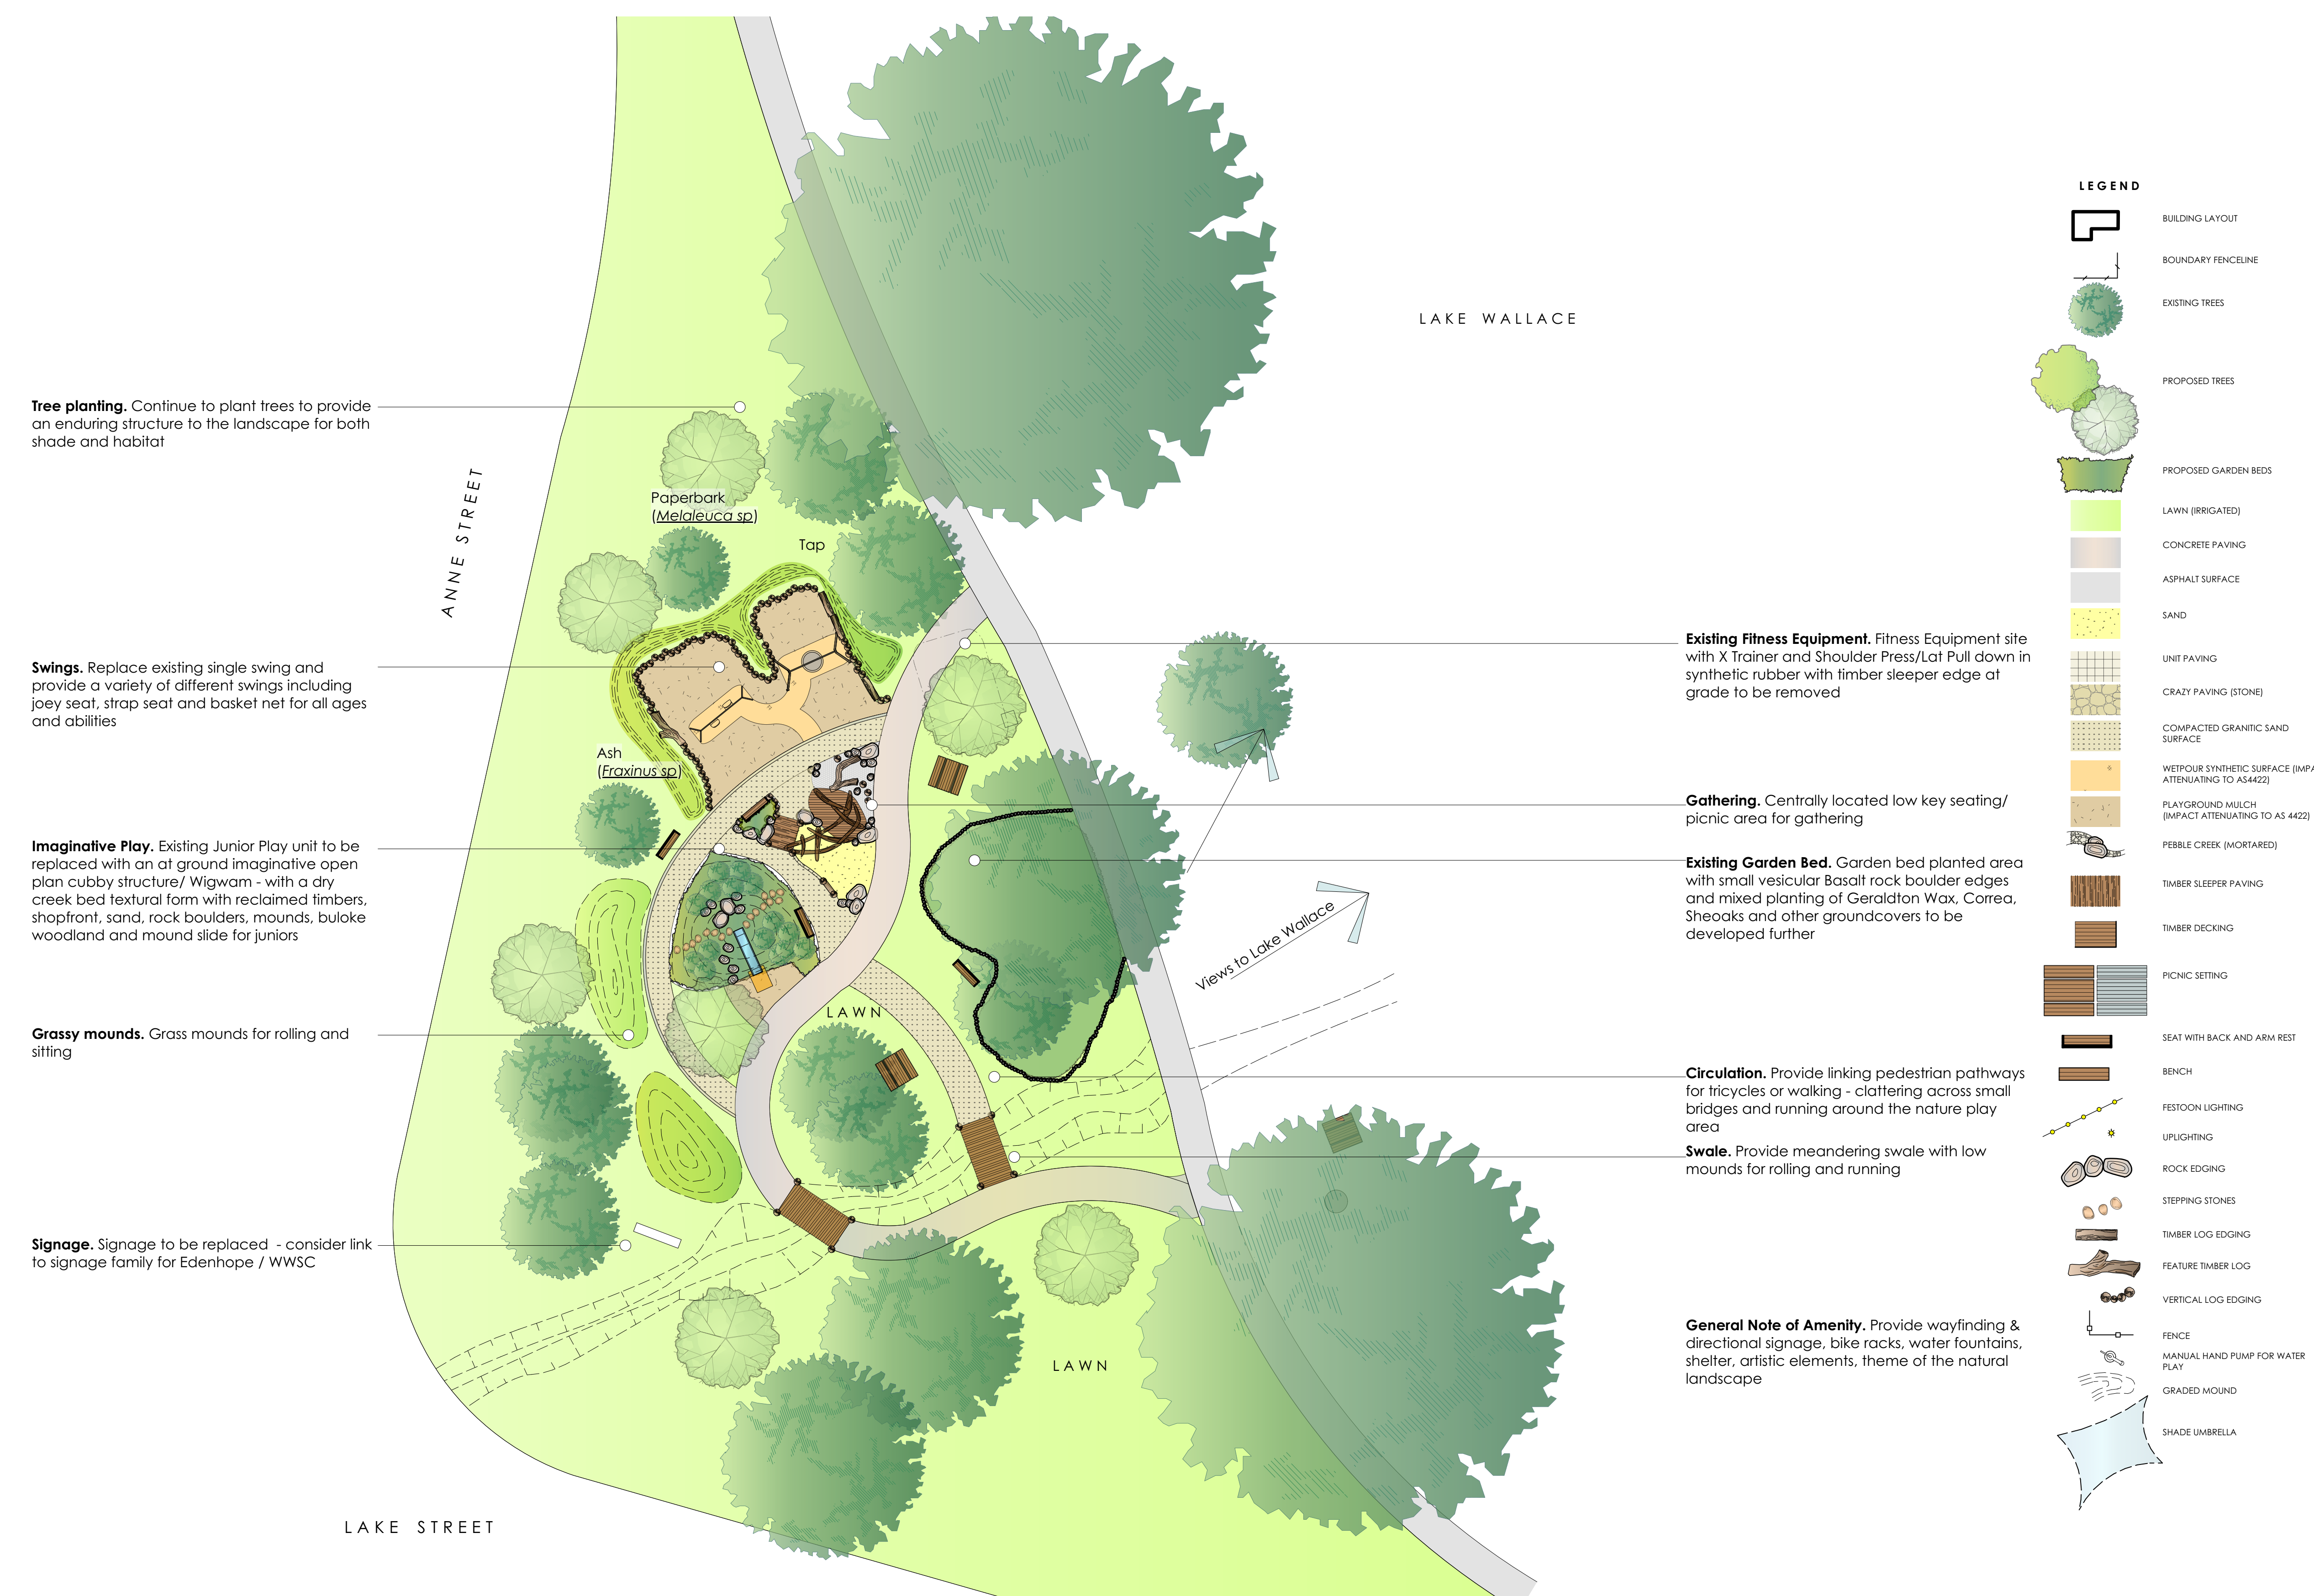 LAKE WALLACE
Tree planting. Continue to plant trees to provide
an enduring structure to the landscape for both
shade and habitat
ANNE STREET
Paperbark
(Melaleuca sp)
Tap
Swings. Replace existing single swing and
provide a variety of different swings including
joey seat, strap seat and basket net for all ages
and abilities
Ash
(Fraxinus sp)
Imaginative Play. Existing Junior Play unit to be
replaced with an at ground imaginative open
plan cubby structure/ Wigwam - with a dry
creek bed textural form with reclaimed timbers,
shopfront, sand, rock boulders, mounds, buloke
woodland and mound slide for juniors
Grassy mounds. Grass mounds for rolling and
sitting
Signage. Signage to be replaced  - consider link
to signage family for Edenhope / WWSC
LAWN
LAWN
Views to Lake Wallace
LAKE STREET
Existing Fitness Equipment. Fitness Equipment site
with X Trainer and Shoulder Press/Lat Pull down in
synthetic rubber with timber sleeper edge at
grade to be removed
Gathering. Centrally located low key seating/
picnic area for gathering
Existing Garden Bed. Garden bed planted area
with small vesicular Basalt rock boulder edges
and mixed planting of Geraldton Wax, Correa,
Sheoaks and other groundcovers to be
developed further
Circulation. Provide linking pedestrian pathways
for tricycles or walking - clattering across small
bridges and running around the nature play
area
Swale. Provide meandering swale with low
mounds for rolling and running
General Note of Amenity. Provide wayfinding &
directional signage, bike racks, water fountains,
shelter, artistic elements, theme of the natural
landscape
LEGEND
BUILDING LAYOUT
BOUNDARY FENCELINE
EXISTING TREES
PROPOSED TREES
PROPOSED GARDEN BEDS
LAWN (IRRIGATED)
CONCRETE PAVING
ASPHALT SURFACE
SAND
UNIT PAVING
CRAZY PAVING (STONE)
COMPACTED GRANITIC SAND
SURFACE
WETPOUR SYNTHETIC SURFACE (IMPA
ATTENUATING TO AS4422)
PLAYGROUND MULCH
(IMPACT ATTENUATING TO AS 4422)
PEBBLE CREEK (MORTARED)
TIMBER SLEEPER PAVING
TIMBER DECKING
PICNIC SETTING
SEAT WITH BACK AND ARM REST
BENCH
FESTOON LIGHTING
UPLIGHTING
ROCK EDGING
STEPPING STONES
TIMBER LOG EDGING
FEATURE TIMBER LOG
VERTICAL LOG EDGING
FENCE
MANUAL HAND PUMP FOR WATER
PLAY
GRADED MOUND
SHADE UMBRELLA